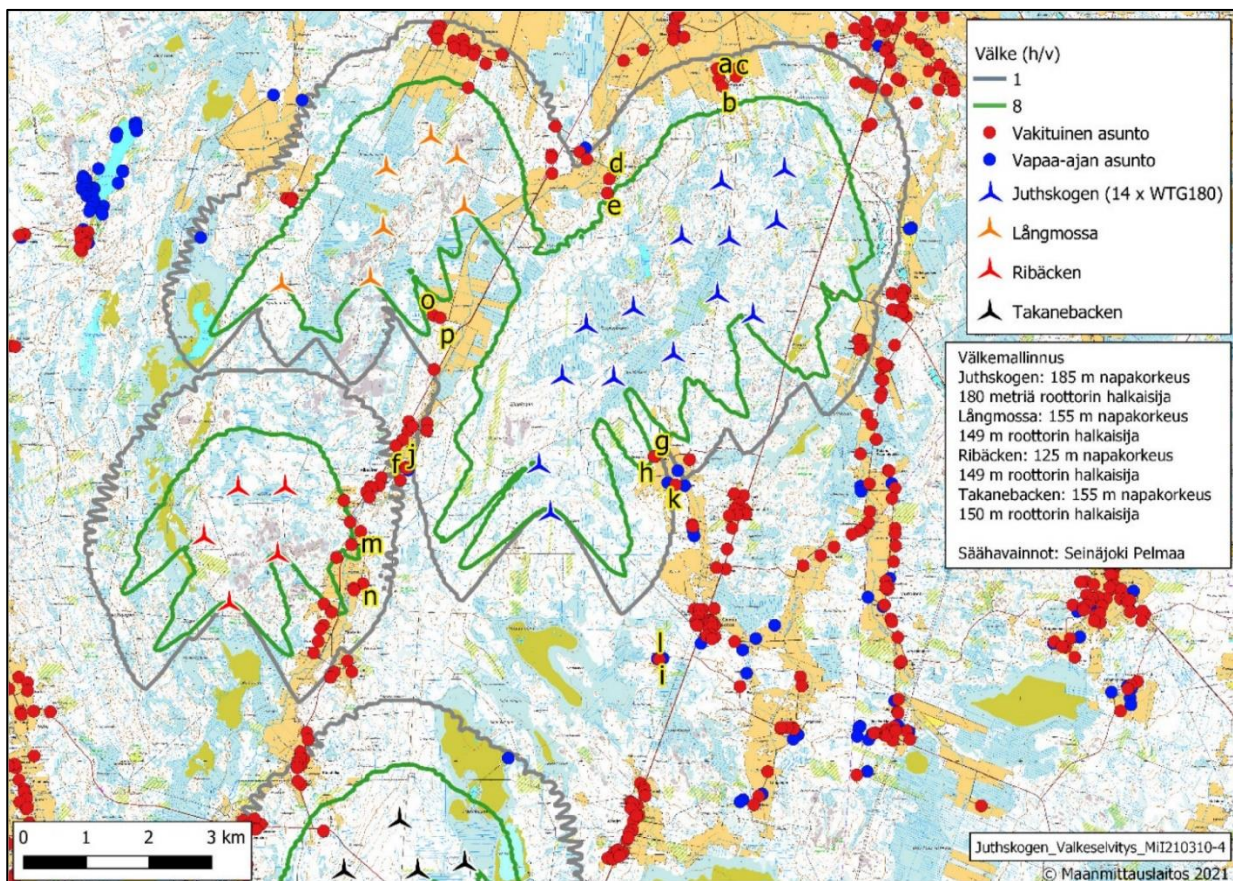 Välke (h/v)
1
8
Vakituinen asunto
Vapaa-ajan asunto
Juthskogen (14 x WTG180)
Långmossa
Ribäcken
Takanebacken
Välkemallinnus
Juthskogen: 185 m napakorkeus
180 metriä roottorin halkaisija
Långmossa: 155 m napakorkeus
149 m roottorin halkaisija
Ribäcken: 125 m napakorkeus
149 m roottorin halkaisija
Takanebacken: 155 m napakorkeus
150 m roottorin halkaisija
Säähavainnot: Seinäjoki Pelmaa
a c
b
d
e
o
p
g
h
k
f j
m
n
l
i
0 1 2 3 km
Juthskogen_Valkeselvitys_MiI210310-4
© Maanmittauslaitos 2021